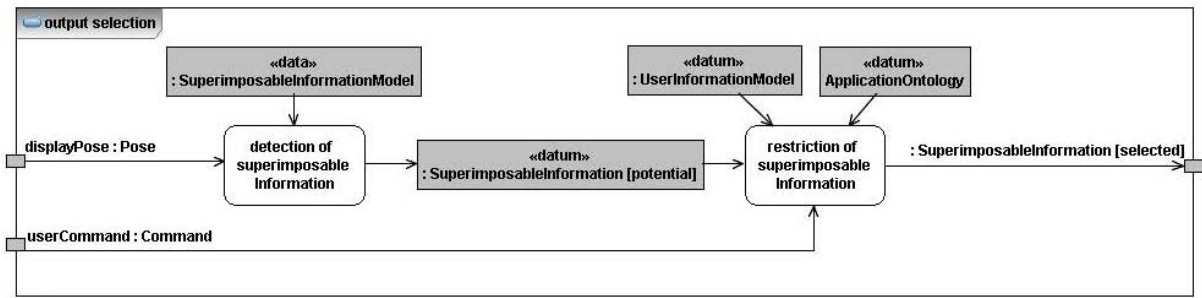 output selection
«data»
: SuperimposableInformationModel
«datum»
: UserInformationModel
«datum»
ApplicationOntology
displayPose : Pose
detection of
superimposable
Information
«datum»
: SuperimposableInformation [potential]
restriction of
superimposable
Information
: SuperimposableInformation [selected]
userCommand : Command